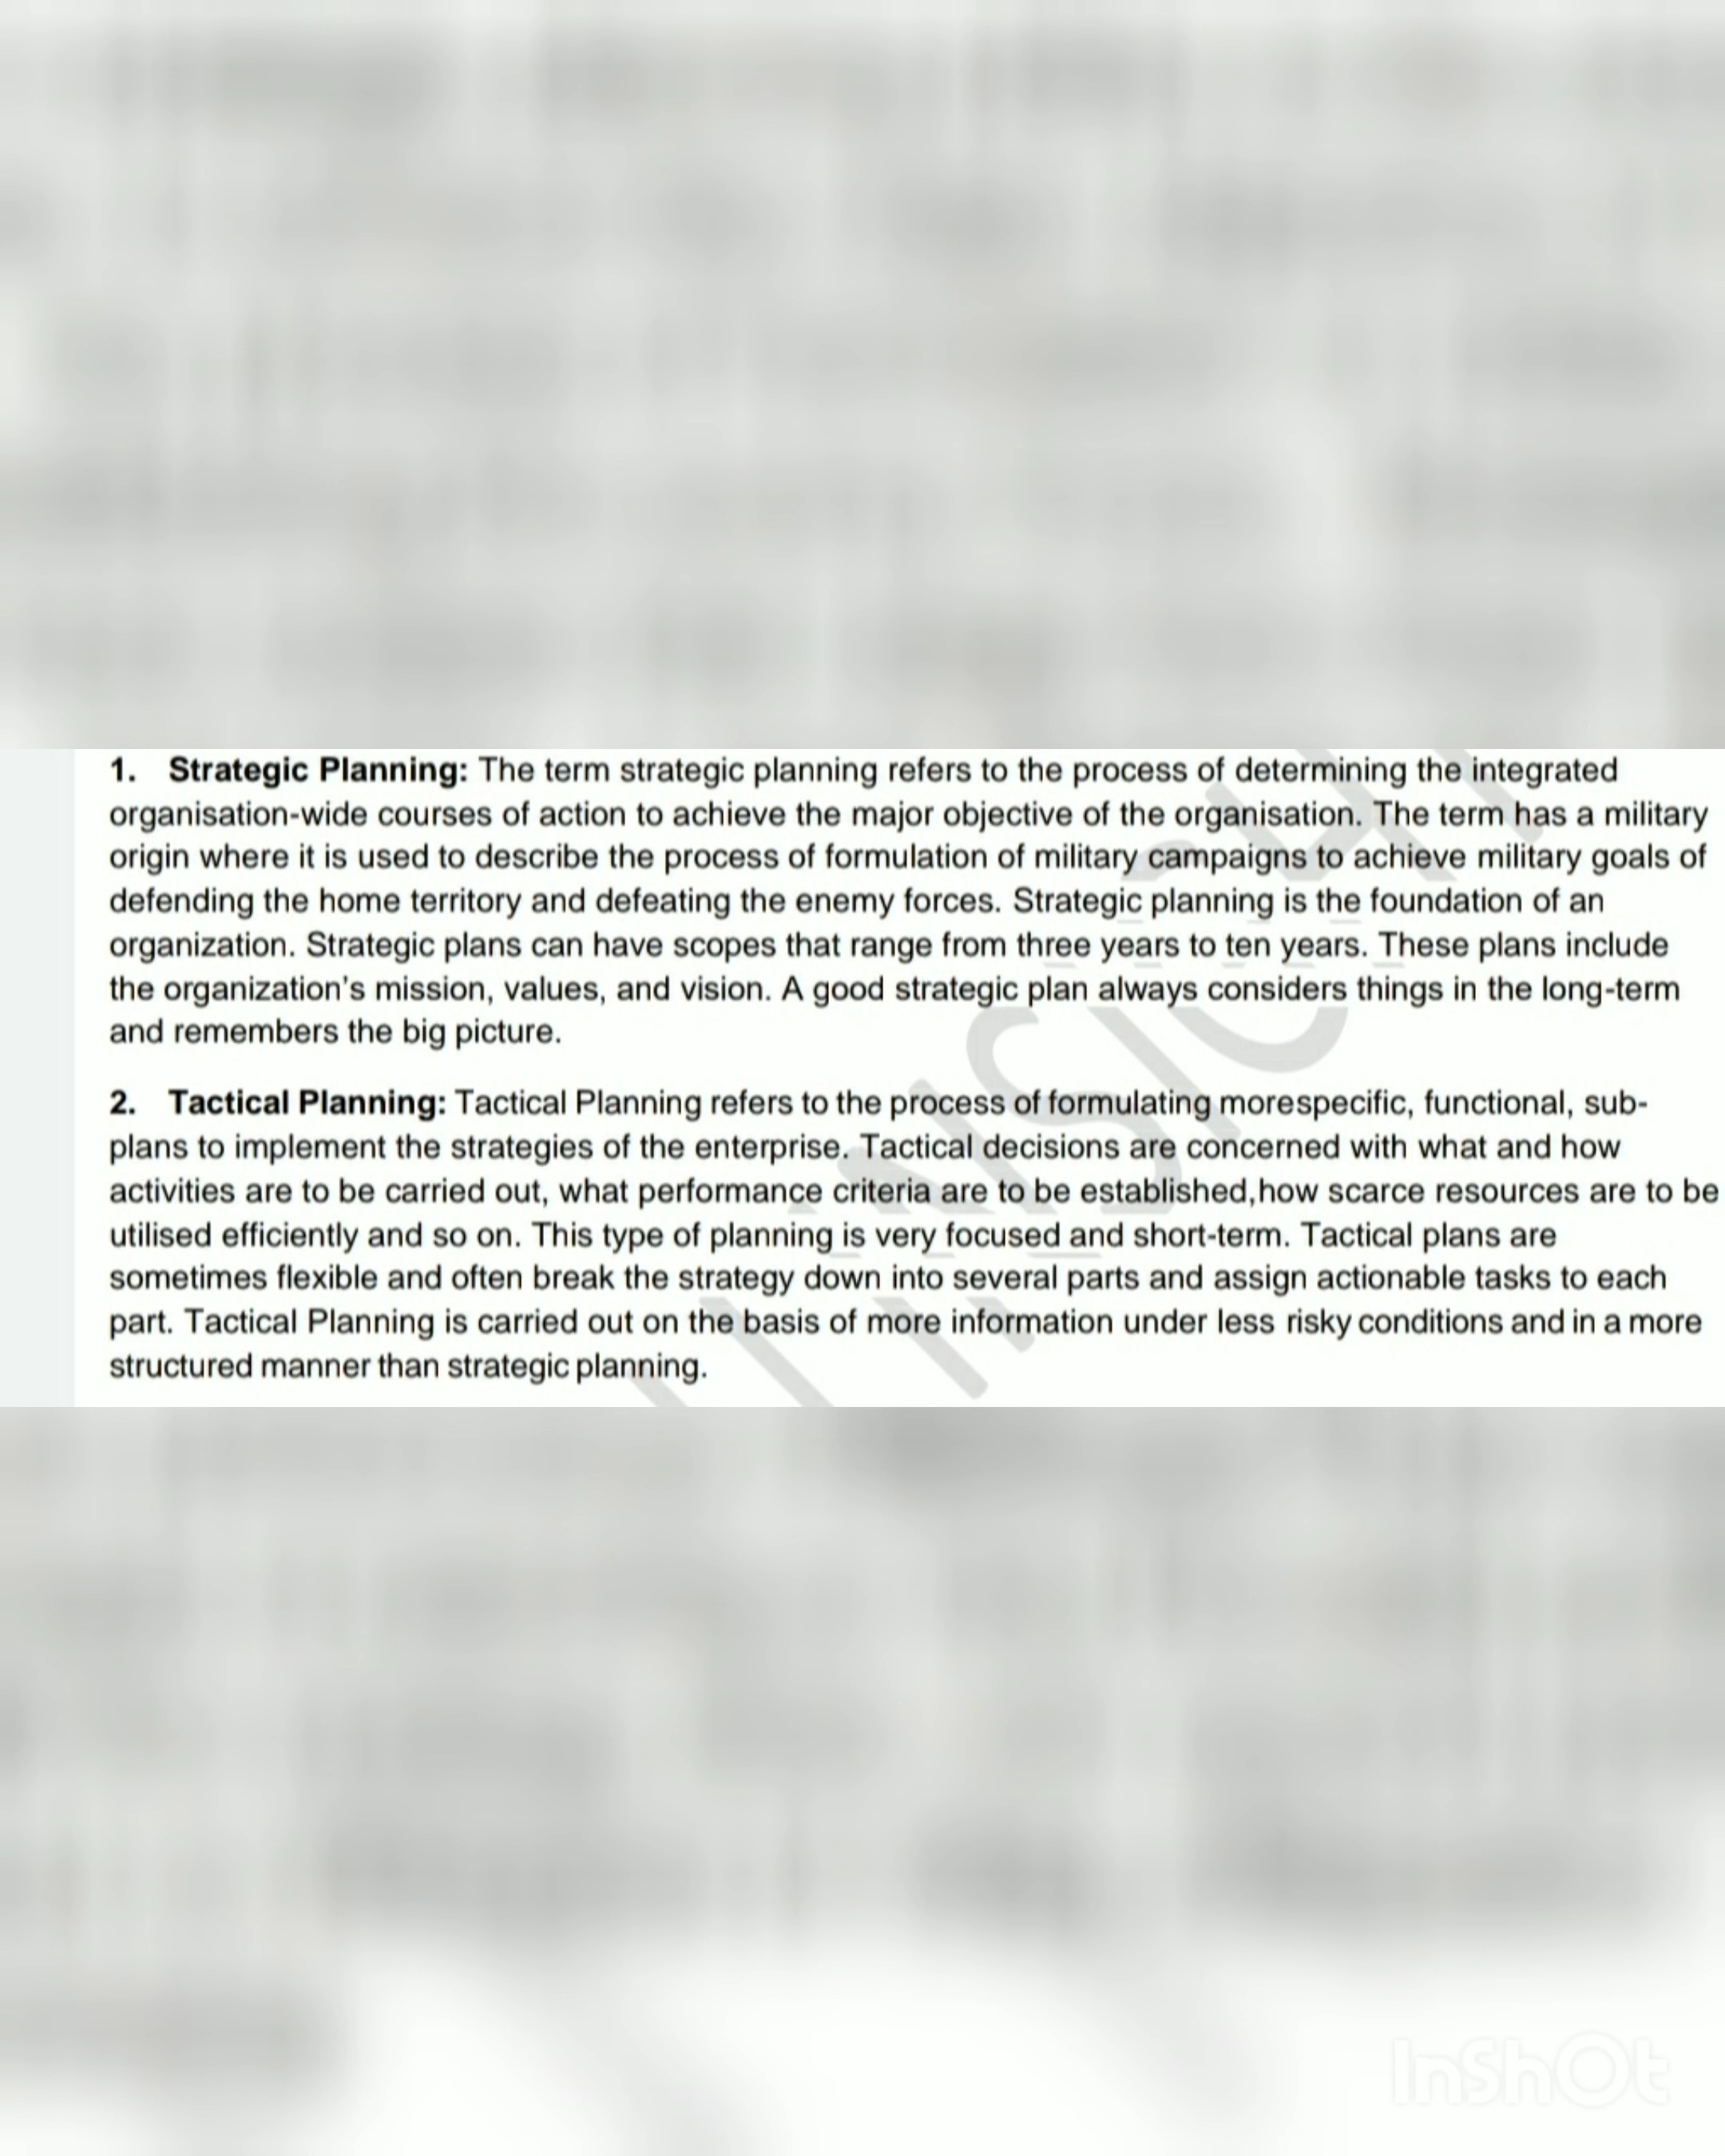 1. Strategic Planning: The term strategic planning refers to the process of determining the integrated
organisation-wide courses of action to achieve the major objective of the organisation. The term has a military
origin where it is used to describe the process of formulation of military campaigns to achieve military goals of
defending the home territory and defeating the enemy forces. Strategic planning is the foundation of an
organization. Strategic plans can have scopes that range from three years to ten years. These plans include
the organization's mission, values, and vision. A good strategic plan always considers things in the long-term
and remembers the big picture.
2. Tactical Planning: Tactical Planning refers to the process of formulating morespecific, functional, sub-
plans to implement the strategies of the enterprise. Tactical decisions are concerned with what and how
activities are to be carried out, what performance criteria are to be established,how scarce resources are to be
utilised efficiently and so on. This type of planning is very focused and short-term. Tactical plans are
sometimes flexible and often break the strategy down into several parts and assign actionable tasks to each
part. Tactical Planning is carried out on the basis of more information under less risky conditions and in a more
structured manner than strategic planning.
InShOt